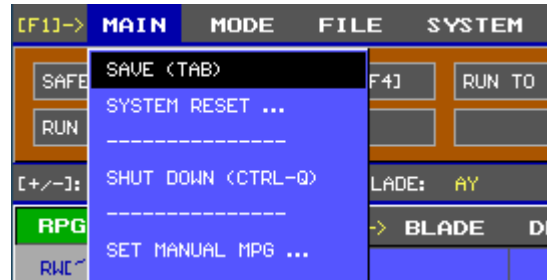 [F1]-> MAIN MODE FILE SYSTEM
SAVE (TAB)
SAFE F4] RUN TO
SYSTEM RESET ...
RUN
---------------
[+/-]: SHUT DOWN (CTRL-Q) LADE: AY
---------------
RPG -> BLADE
SET MANUAL MPG ...